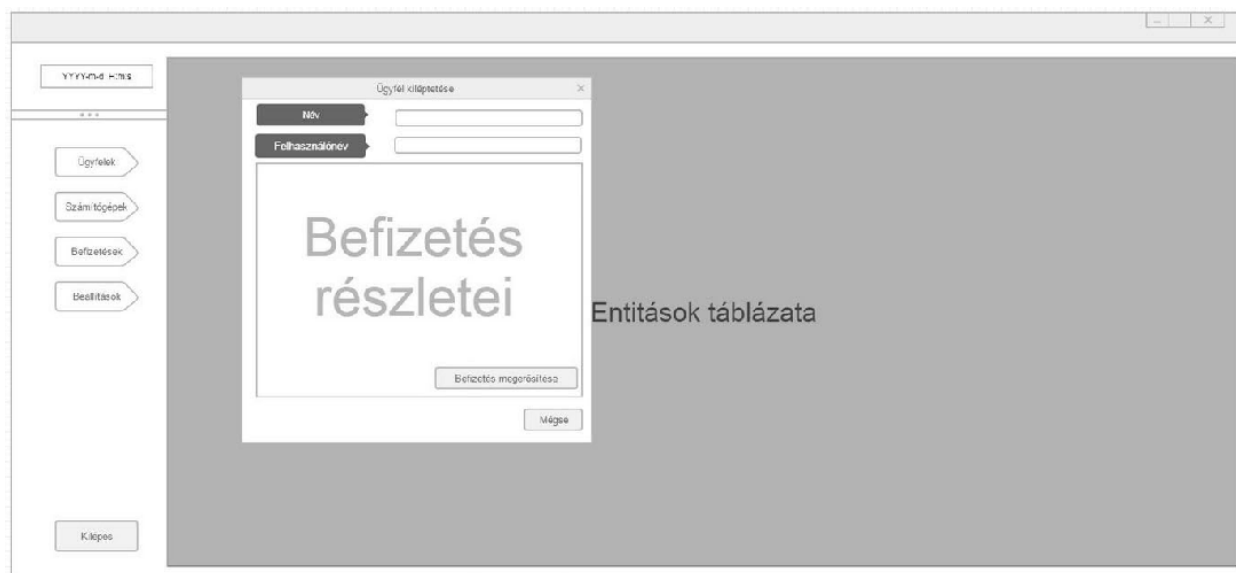 YYYY-m-d H:m:s
Ügyfél kiléptetése
Név
Felhasználónév
Ügyfelek
Számítógépek
Befizetések
Beállítások
Befizetés
részletei
Entitások táblázata
Befizetés megerősítése
Mégse
Kilépés